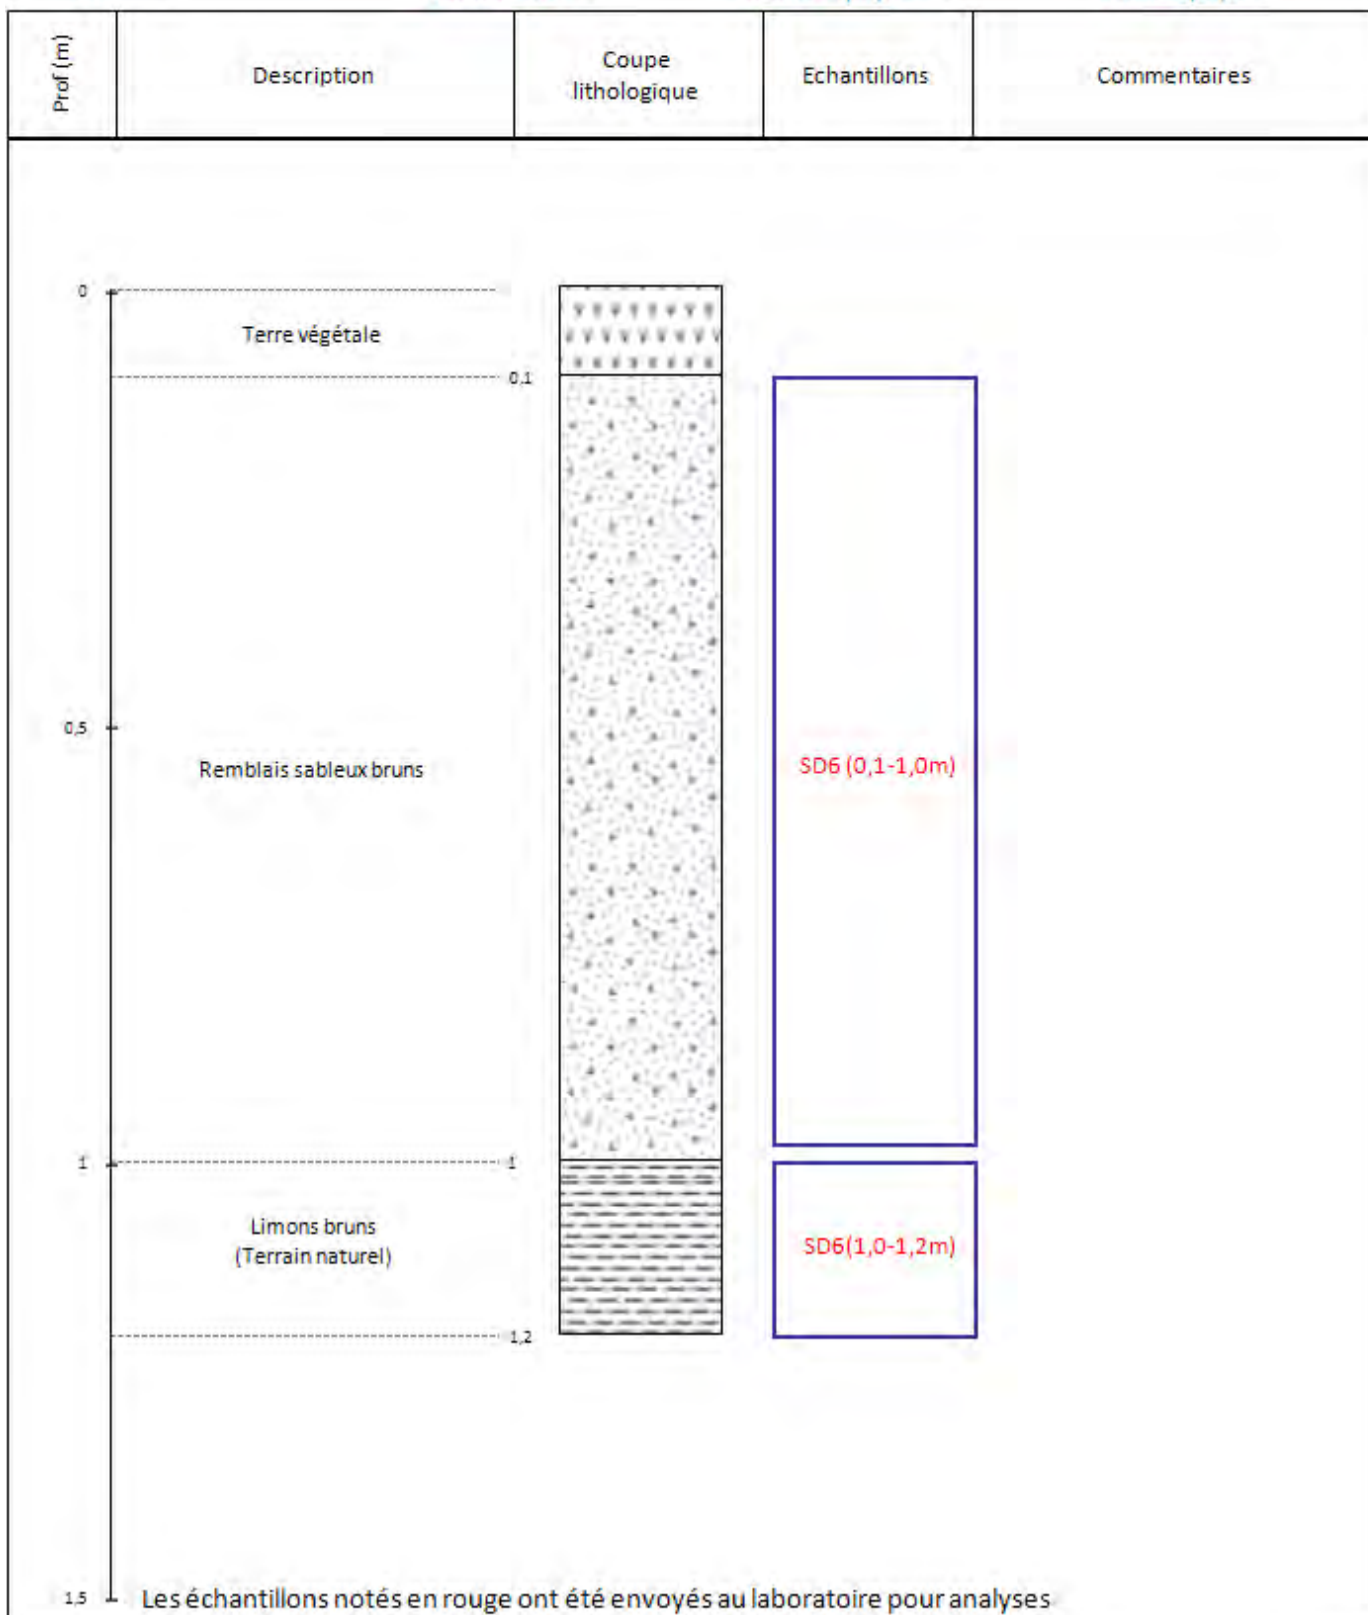 Prof (m)
Description
Coupe
lithologique
Echantillons
Commentaires
0
Terre végétale
0,1
0,5
Remblais sableux bruns
SD6 (0,1-1,0m)
1
1
Limons bruns
(Terrain naturel)
SD6(1,0-1,2m)
1,2
1,5
Les échantillons notés en rouge ont été envoyés au laboratoire pour analyses